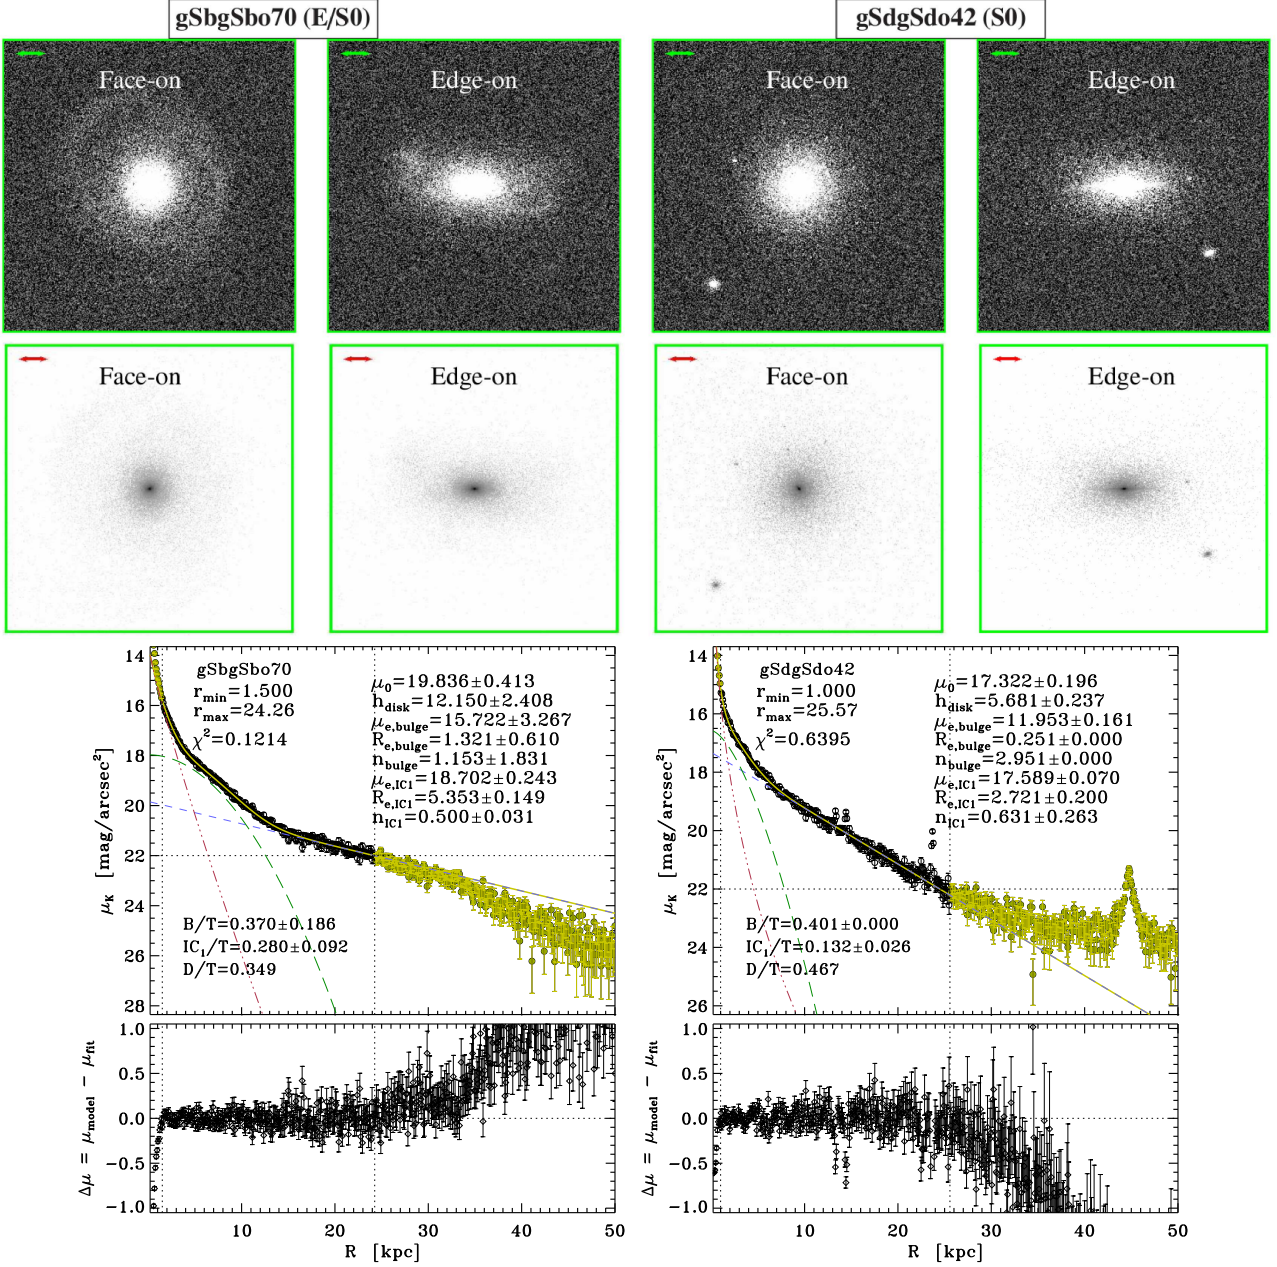 gSbgSbo70 (E/S0)
gSdgSdo42 (S0)
Face-on
Edge-on
Face-on
Edge-on
Face-on
Edge-on
Face-on
Edge-on
gSbgSbo70
r_min=1.500
r_max=24.26
χ²=0.1214
μ_0=19.836±0.413
h_disk=12.150±2.408
μ_e,bulge=15.722±3.267
R_e,bulge=1.321±0.610
n_bulge=1.153±1.831
μ_e,IC1=18.702±0.243
R_e,IC1=5.353±0.149
n_IC1=0.500±0.031
B/T=0.370±0.186
IC_1/T=0.280±0.092
D/T=0.349
μ_K [mag/arcsec²]
14
16
18
20
22
24
26
28
Δμ = μ_model − μ_fit
1.0
0.5
0.0
−0.5
−1.0
10 20 30 40 50
R [kpc]
gSdgSdo42
r_min=1.000
r_max=25.57
χ²=0.6395
μ_0=17.322±0.196
h_disk=5.681±0.237
μ_e,bulge=11.953±0.161
R_e,bulge=0.251±0.000
n_bulge=2.951±0.000
μ_e,IC1=17.589±0.070
R_e,IC1=2.721±0.200
n_IC1=0.631±0.263
B/T=0.401±0.000
IC_1/T=0.132±0.026
D/T=0.467
μ_K [mag/arcsec²]
14
16
18
20
22
24
26
Δμ = μ_model − μ_fit
1.0
0.5
0.0
−0.5
−1.0
10 20 30 40 50
R [kpc]